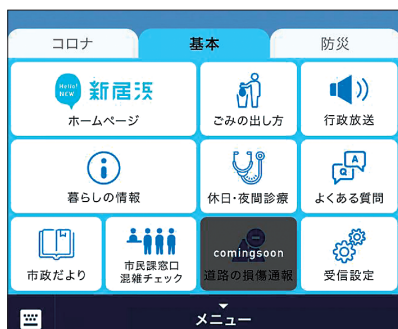 コロナ
基本
防災
Hello!
NEW
新居浜
ホームページ
ごみの出し方
行政放送
暮らしの情報
休日・夜間診療
Q
A
よくある質問
市政だより
市民課窓口
混雑チェック
comingsoon
道路の損傷通報
受信設定
メニュー